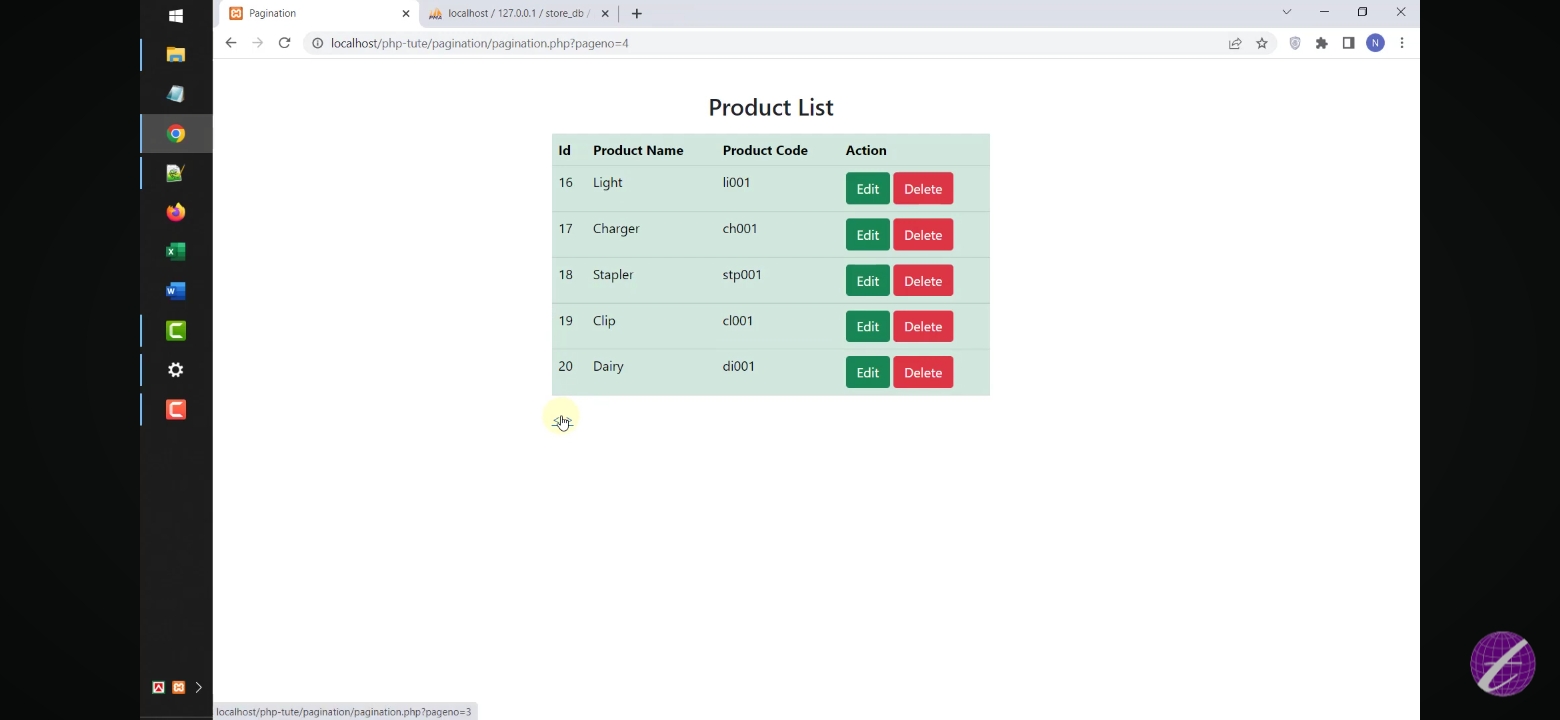 Pagination
localhost / 127.0.0.1 / store_db /
localhost/php-tute/pagination/pagination.php?pageno=4
N
Product List
Id Product Name Product Code Action
16 Light li001 Edit Delete
17 Charger ch001 Edit Delete
18 Stapler stp001 Edit Delete
19 Clip cl001 Edit Delete
20 Dairy di001 Edit Delete
localhost/php-tute/pagination/pagination.php?pageno=3